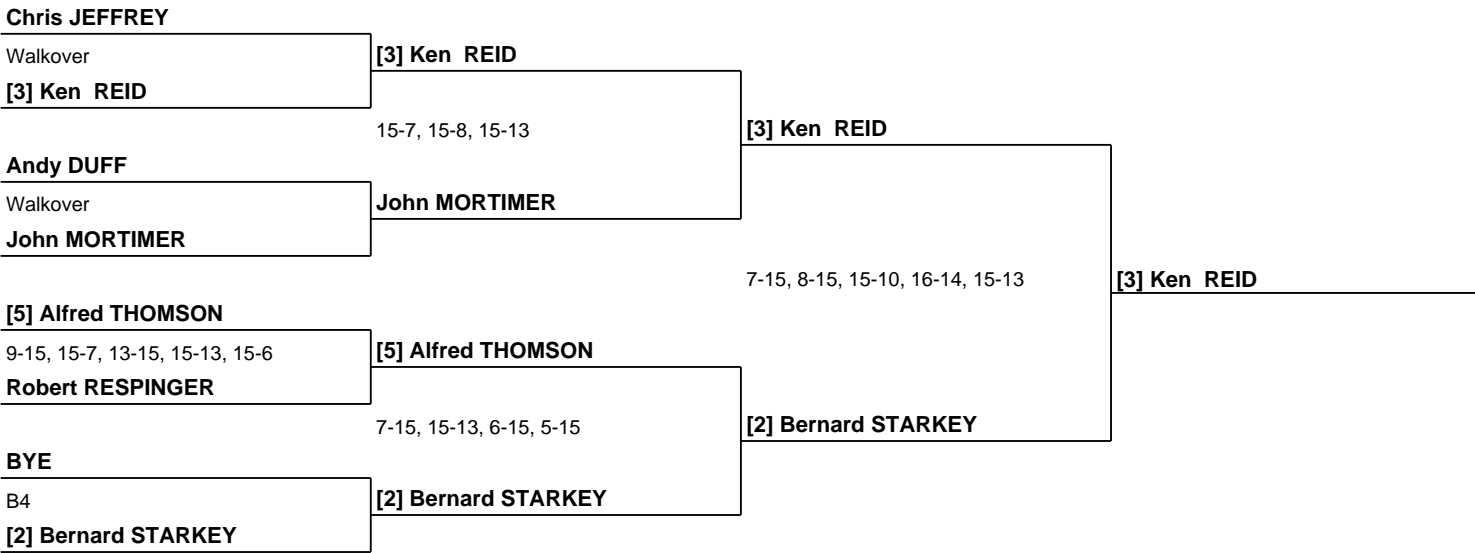 Chris JEFFREY
Walkover
[3] Ken REID
[3] Ken REID
15-7, 15-8, 15-13
[3] Ken REID
Andy DUFF
Walkover
John MORTIMER
John MORTIMER
7-15, 8-15, 15-10, 16-14, 15-13
[3] Ken REID
[5] Alfred THOMSON
9-15, 15-7, 13-15, 15-13, 15-6
[5] Alfred THOMSON
Robert RESPINGER
7-15, 15-13, 6-15, 5-15
[2] Bernard STARKEY
BYE
B4
[2] Bernard STARKEY
[2] Bernard STARKEY